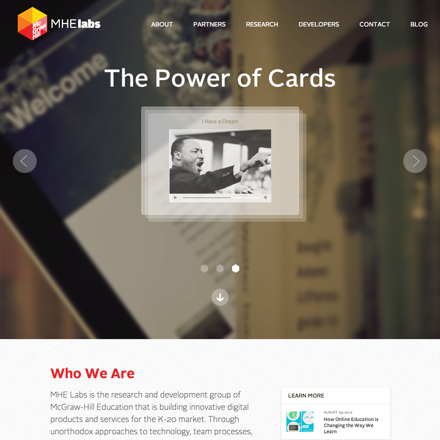 MHE labs
ABOUT PARTNERS RESEARCH DEVELOPERS CONTACT BLOG
Welcome
The Power of Cards
I Have a Dream
Who We Are
MHE Labs is the research and development group of
McGraw-Hill Education that is building innovative digital
products and services for the K-20 market. Through
unorthodox approaches to technology, team processes,
LEARN MORE
How Online Education is
Changing the Way We
Learn